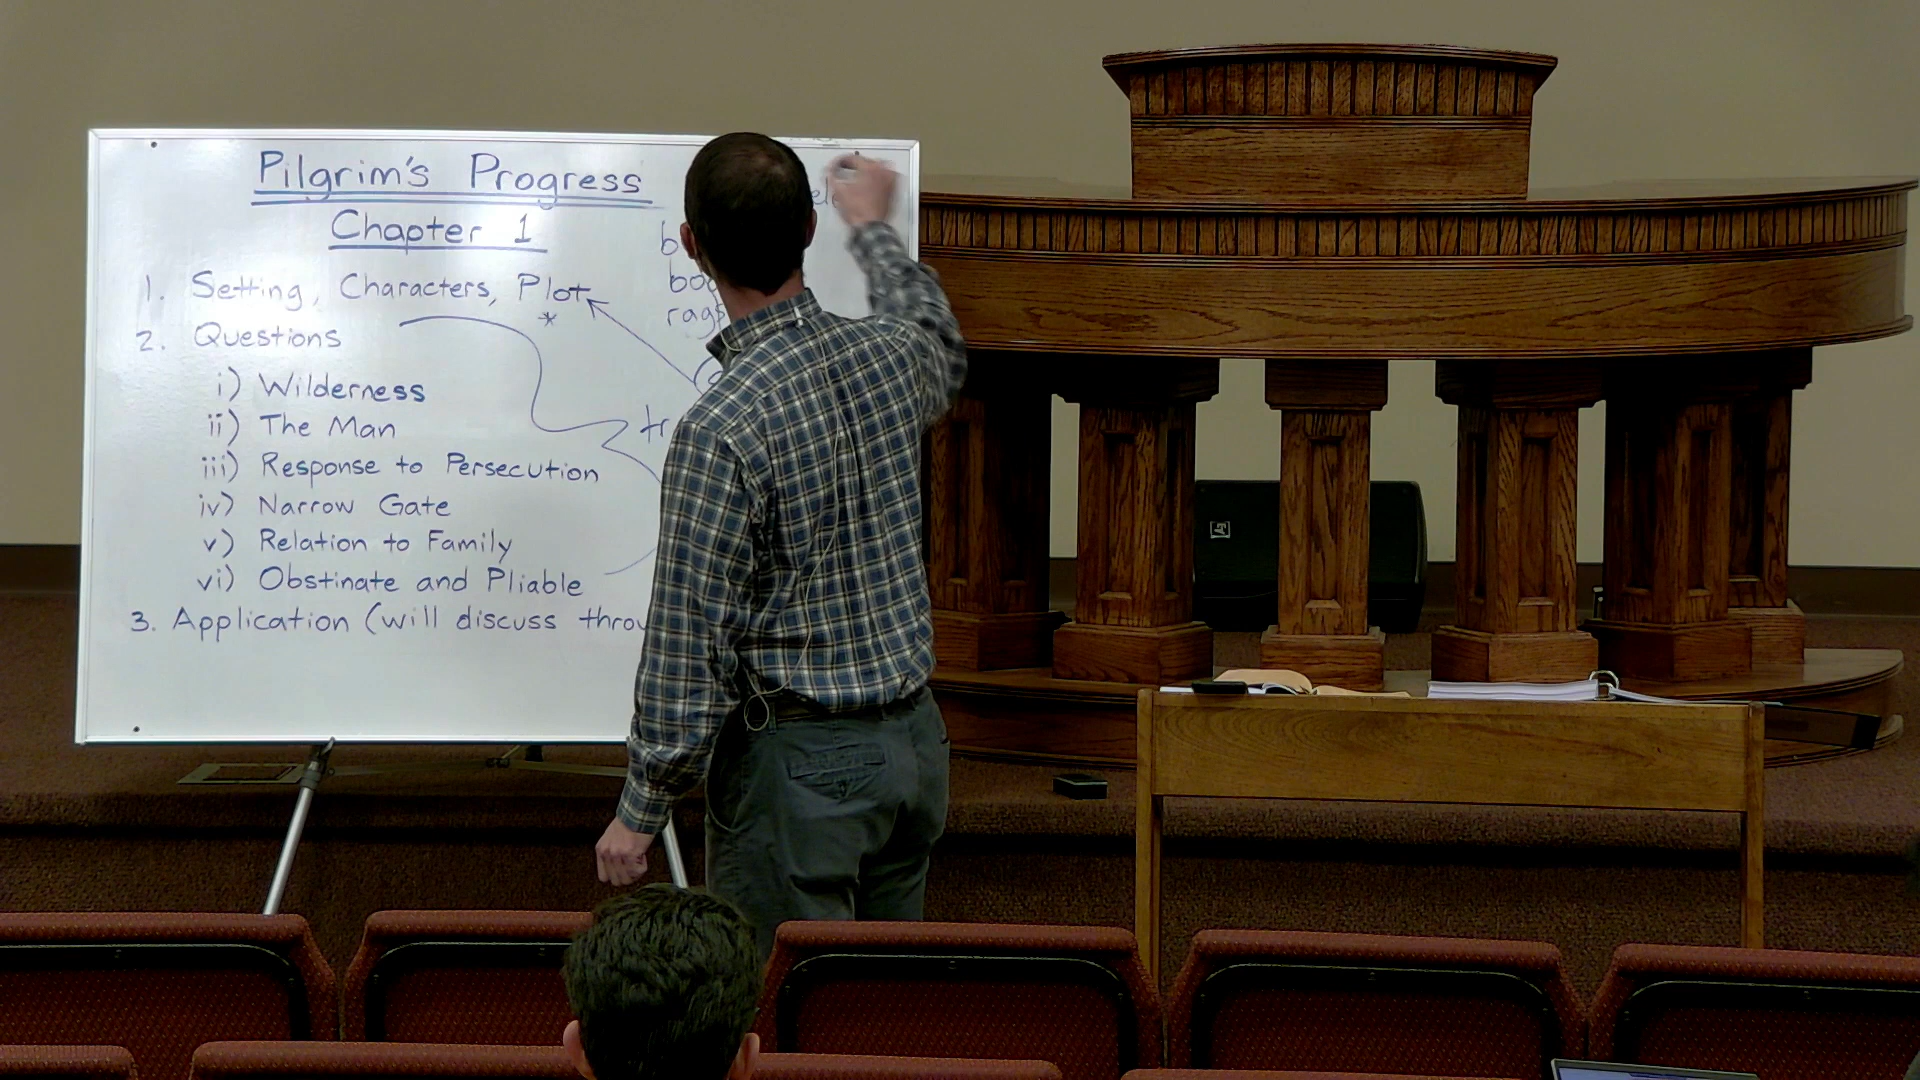 Pilgrim's Progress
Chapter 1
1. Setting, Characters, Plot
*
2. Questions
i) Wilderness
ii) The Man
iii) Response to Persecution
iv) Narrow Gate
v) Relation to Family
vi) Obstinate and Pliable
3. Application (will discuss
rags